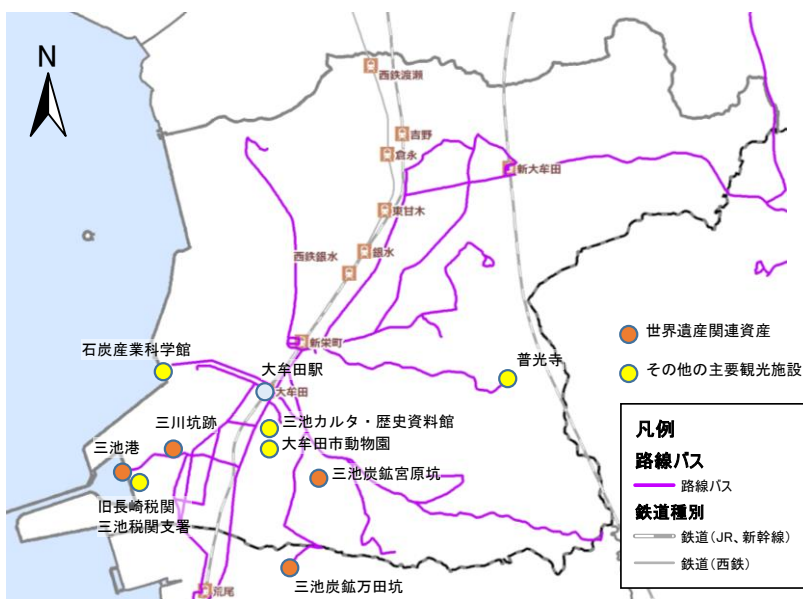 N
西鉄渡瀬
吉野
倉永
新大牟田
東甘木
銀水
西鉄銀水
新栄町
世界遺産関連資産
石炭産業科学館
大牟田駅
普光寺
その他の主要観光施設
大牟田
三川坑跡
三池カルタ・歴史資料館
大牟田市動物園
三池港
三池炭鉱宮原坑
旧長崎税関
三池税関支署
三池炭鉱万田坑
荒尾
凡例
路線バス
路線バス
鉄道種別
鉄道（JR、新幹線）
鉄道（西鉄）